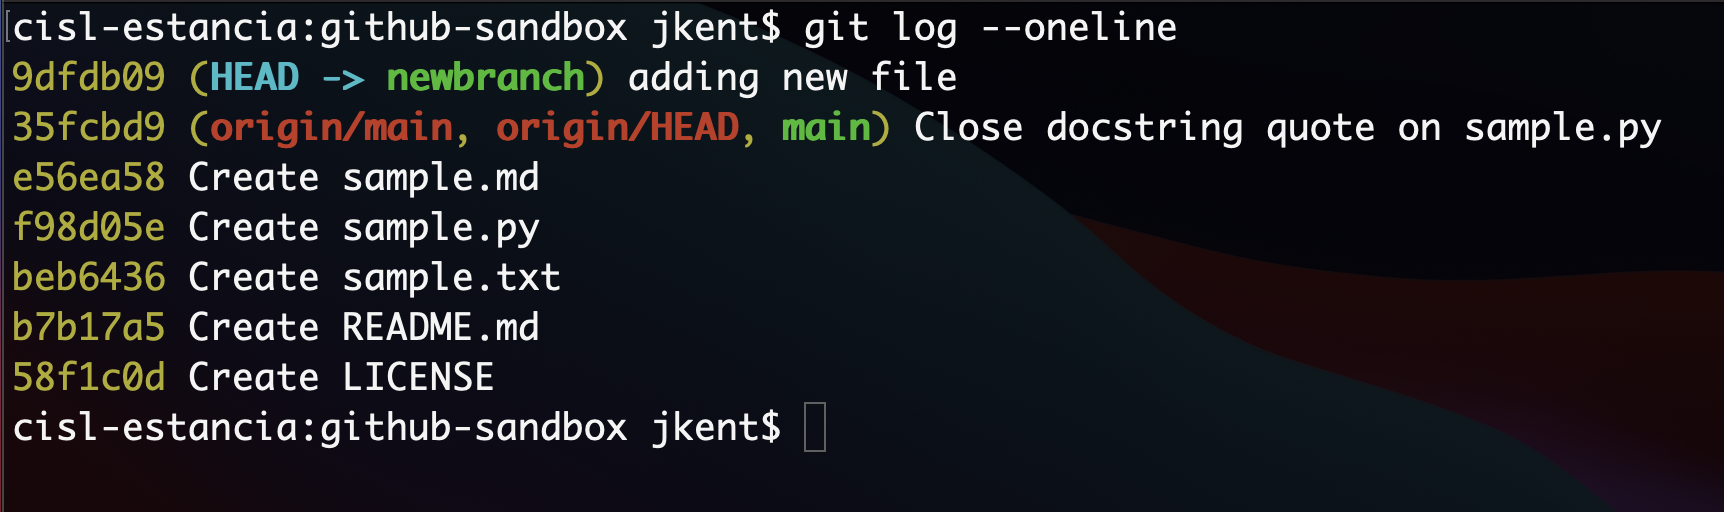 cisl-estancia:github-sandbox jkent$ git log --oneline
9dfdb09 (HEAD -> newbranch) adding new file
35fcbd9 (origin/main, origin/HEAD, main) Close docstring quote on sample.py
e56ea58 Create sample.md
f98d05e Create sample.py
beb6436 Create sample.txt
b7b17a5 Create README.md
58f1c0d Create LICENSE
cisl-estancia:github-sandbox jkent$